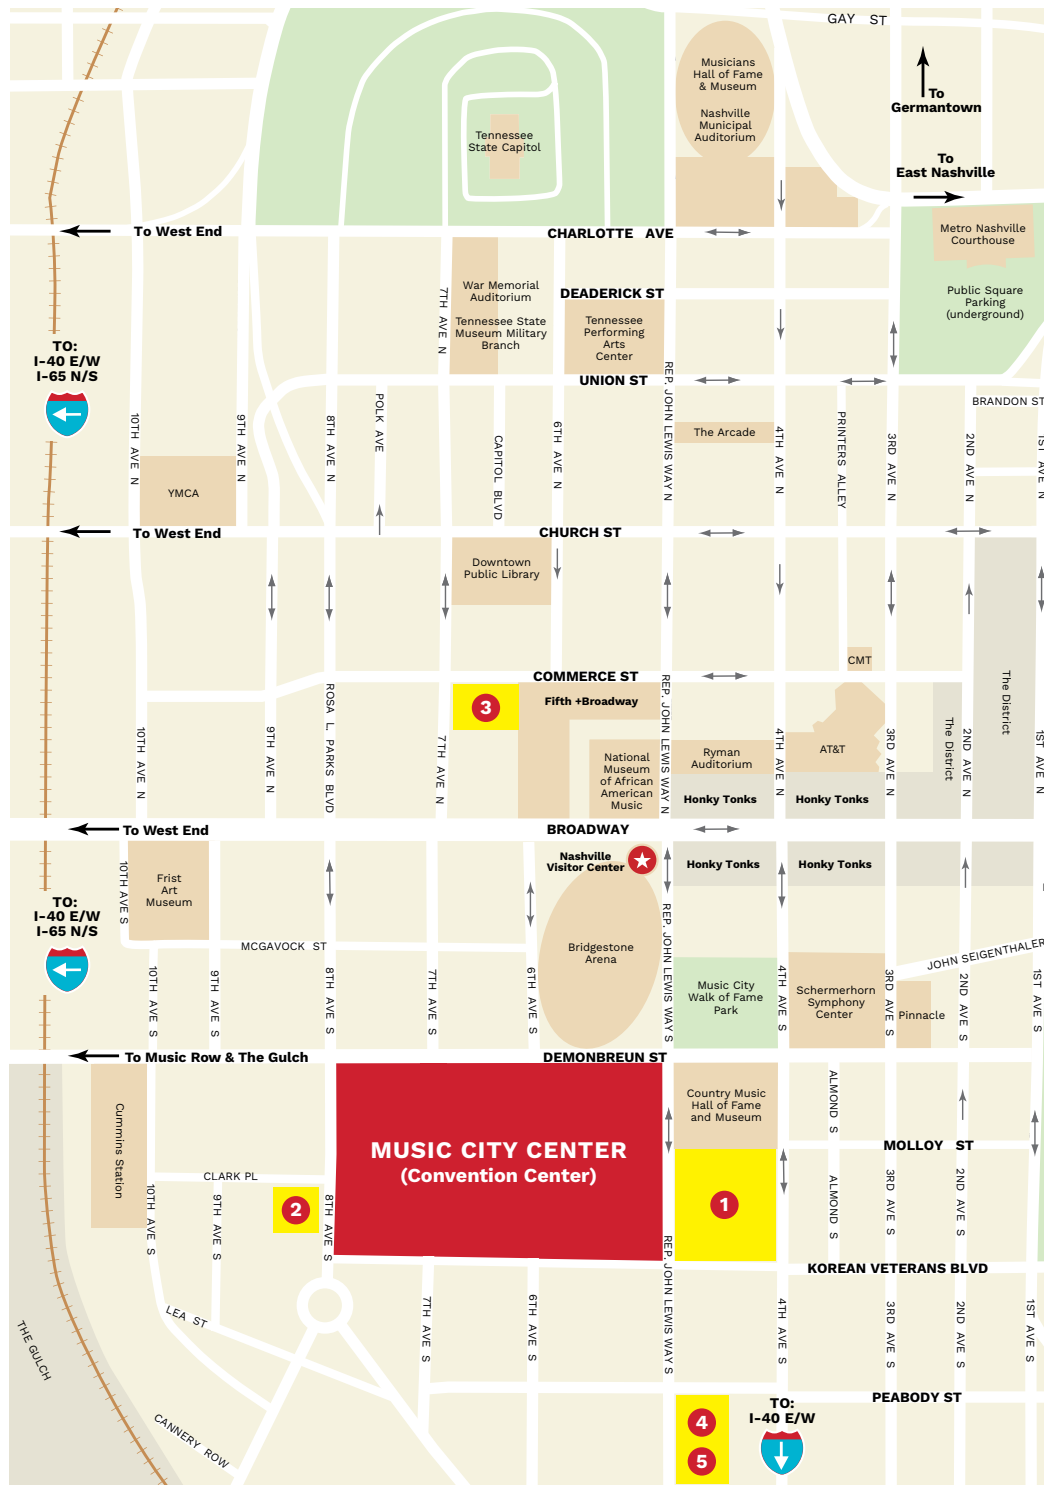 GAY ST
Musicians
Hall of Fame
& Museum
Nashville
Municipal
Auditorium
To
Germantown
Tennessee
State Capitol
To
East Nashville
To West End
CHARLOTTE AVE
Metro Nashville
Courthouse
War Memorial
Auditorium
Tennessee State
Museum Military
Branch
7TH AVE N
DEADERICK ST
Tennessee
Performing
Arts
Center
Public Square
Parking
(underground)
TO:
I-40 E/W
I-65 N/S
UNION ST
BRANDON ST
10TH AVE N
9TH AVE N
8TH AVE N
POLK AVE
CAPITOL BLVD
6TH AVE N
REP. JOHN LEWIS WAY N
The Arcade
4TH AVE N
PRINTERS ALLEY
3RD AVE N
2ND AVE N
1ST AVE N
YMCA
To West End
CHURCH ST
Downtown
Public Library
CMT
COMMERCE ST
3
Fifth +Broadway
10TH AVE N
9TH AVE N
ROSA L. PARKS BLVD
7TH AVE N
National
Museum
of African
American
Music
REP. JOHN LEWIS WAY N
Ryman
Auditorium
4TH AVE N
AT&T
3RD AVE N
The District
2ND AVE N
The District
1ST AVE N
Honky Tonks
Honky Tonks
To West End
BROADWAY
Nashville
Visitor Center
Honky Tonks
Honky Tonks
10TH AVE S
Frist
Art
Museum
TO:
I-40 E/W
I-65 N/S
MCGAVOCK ST
Bridgestone
Arena
REP. JOHN LEWIS WAY S
JOHN SEIGENTHALER
10TH AVE S
9TH AVE S
8TH AVE S
7TH AVE S
6TH AVE S
Music City
Walk of Fame
Park
4TH AVE S
Schermerhorn
Symphony
Center
3RD AVE S
Pinnacle
2ND AVE S
1ST AVE S
To Music Row & The Gulch
DEMONBREUN ST
Cummins Station
Country Music
Hall of Fame
and Museum
ALMOND S
MUSIC CITY CENTER
(Convention Center)
MOLLOY ST
CLARK PL
10TH AVE S
9TH AVE S
2
8TH AVE S
1
ALMOND S
3RD AVE S
2ND AVE S
REP. JOHN LEWIS WAY S
KOREAN VETERANS BLVD
THE GULCH
LEA ST
7TH AVE S
6TH AVE S
4TH AVE S
3RD AVE S
2ND AVE S
1ST AVE S
PEABODY ST
CANNERY ROW
4
5
TO:
I-40 E/W